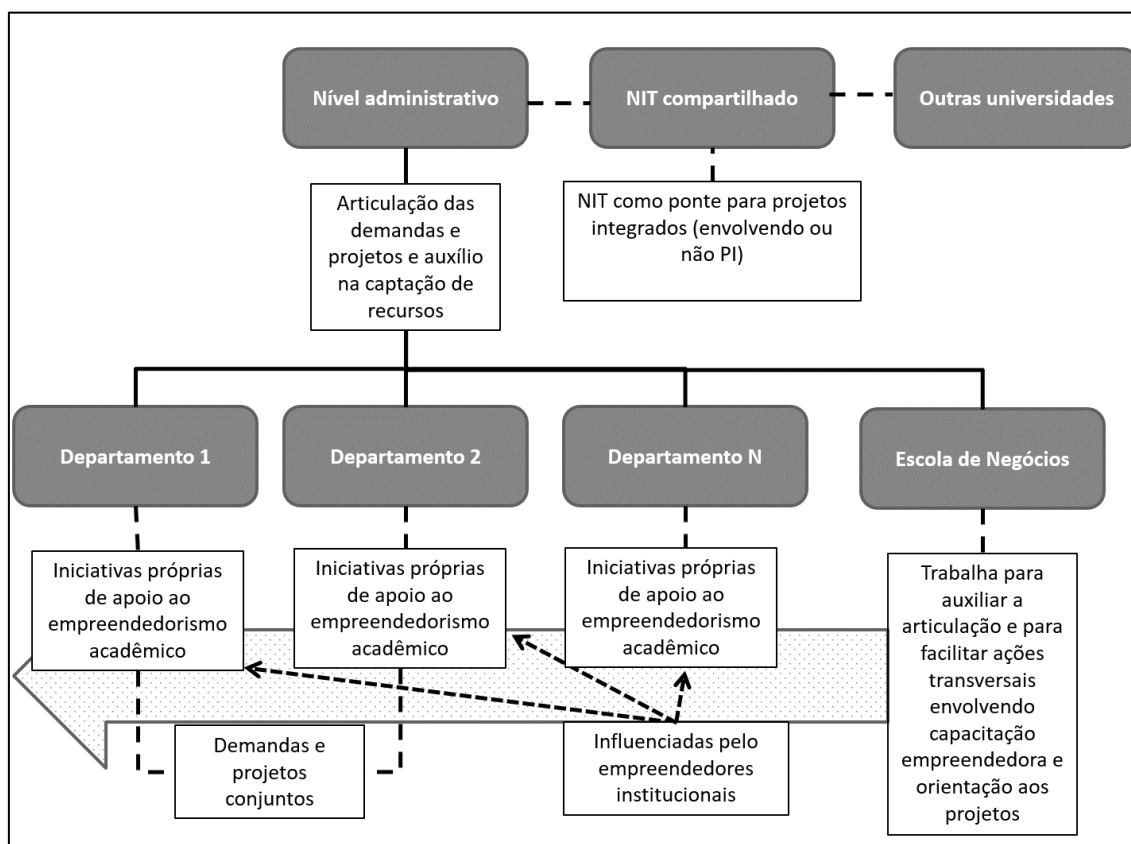 Nível administrativo
NIT compartilhado
Outras universidades
Articulação das
demandas e
projetos e auxílio
na captação de
recursos
NIT como ponte para projetos
integrados (envolvendo ou
não PI)
Departamento 1
Departamento 2
Departamento N
Escola de Negócios
Iniciativas próprias
de apoio ao
empreendedorismo
acadêmico
Iniciativas próprias
de apoio ao
empreendedorismo
acadêmico
Iniciativas próprias
de apoio ao
empreendedorismo
acadêmico
Trabalha para
auxiliar a
articulação e para
facilitar ações
transversais
envolvendo
capacitação
empreendedora e
orientação aos
projetos
Demandas e
projetos
conjuntos
Influenciadas pelo
empreendedores
institucionais